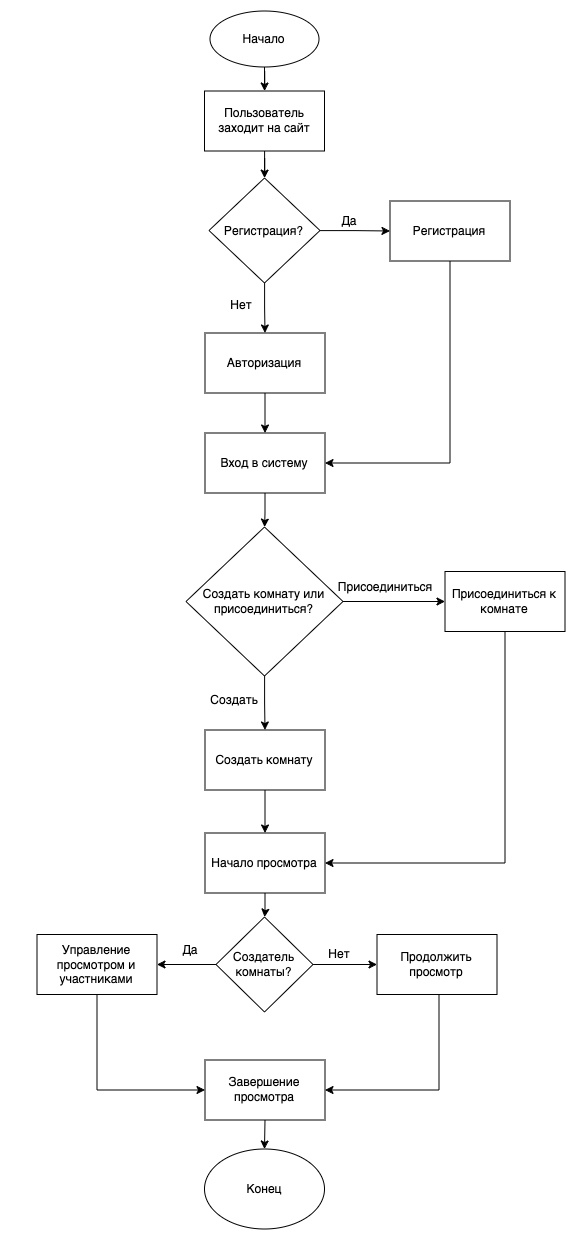 Начало
Пользователь
заходит на сайт
Регистрация?
Да
Регистрация
Нет
Авторизация
Вход в систему
Создать комнату или
присоединиться?
Присоединиться
Присоединиться к
комнате
Создать
Создать комнату
Начало просмотра
Управление
просмотром и
участниками
Да
Создатель
комнаты?
Нет
Продолжить
просмотр
Завершение
просмотра
Конец